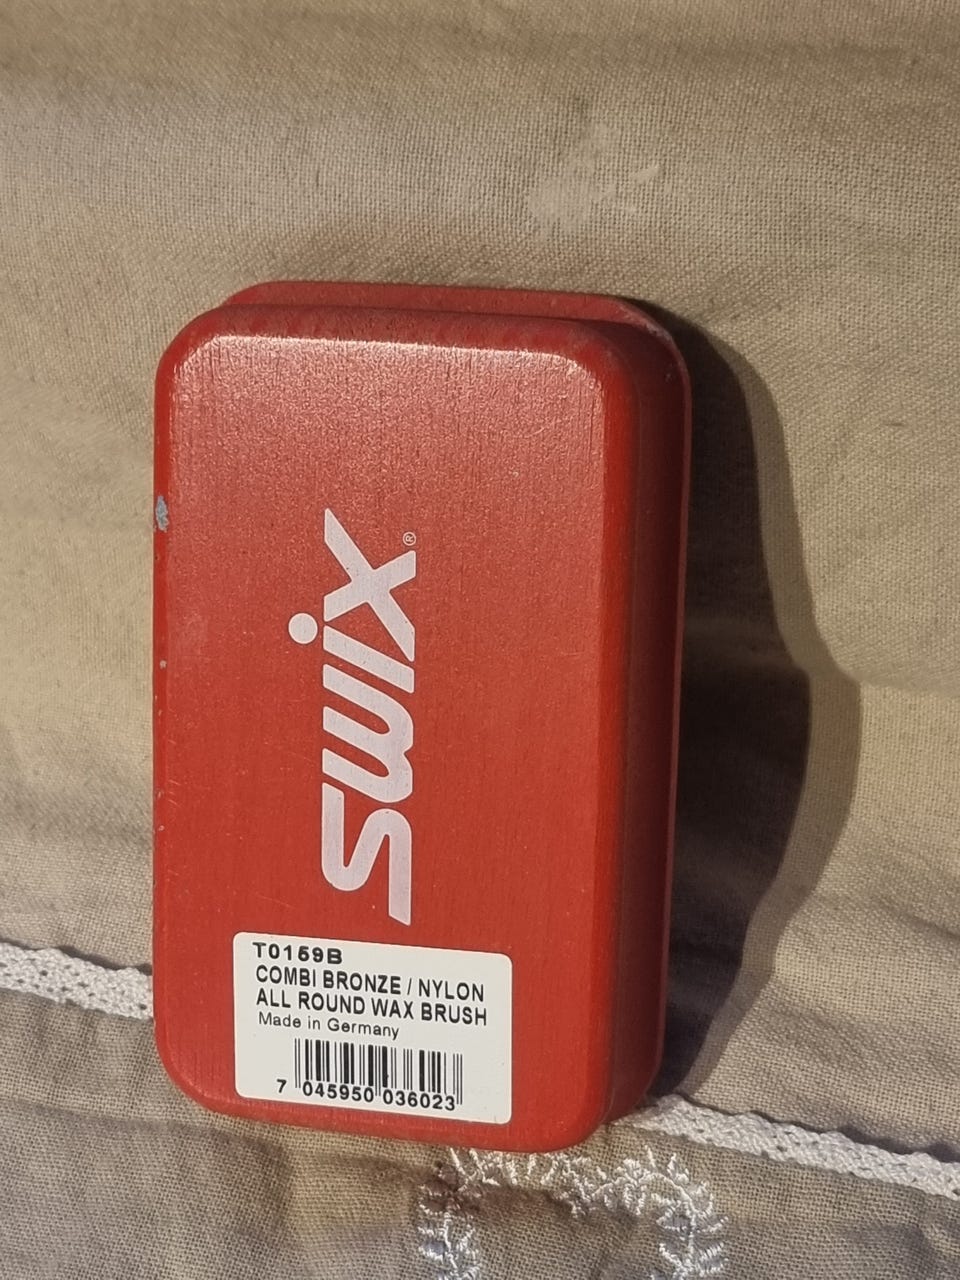 swix®
T0159B
COMBI BRONZE / NYLON
ALL ROUND WAX BRUSH
Made in Germany
7 045950 036023